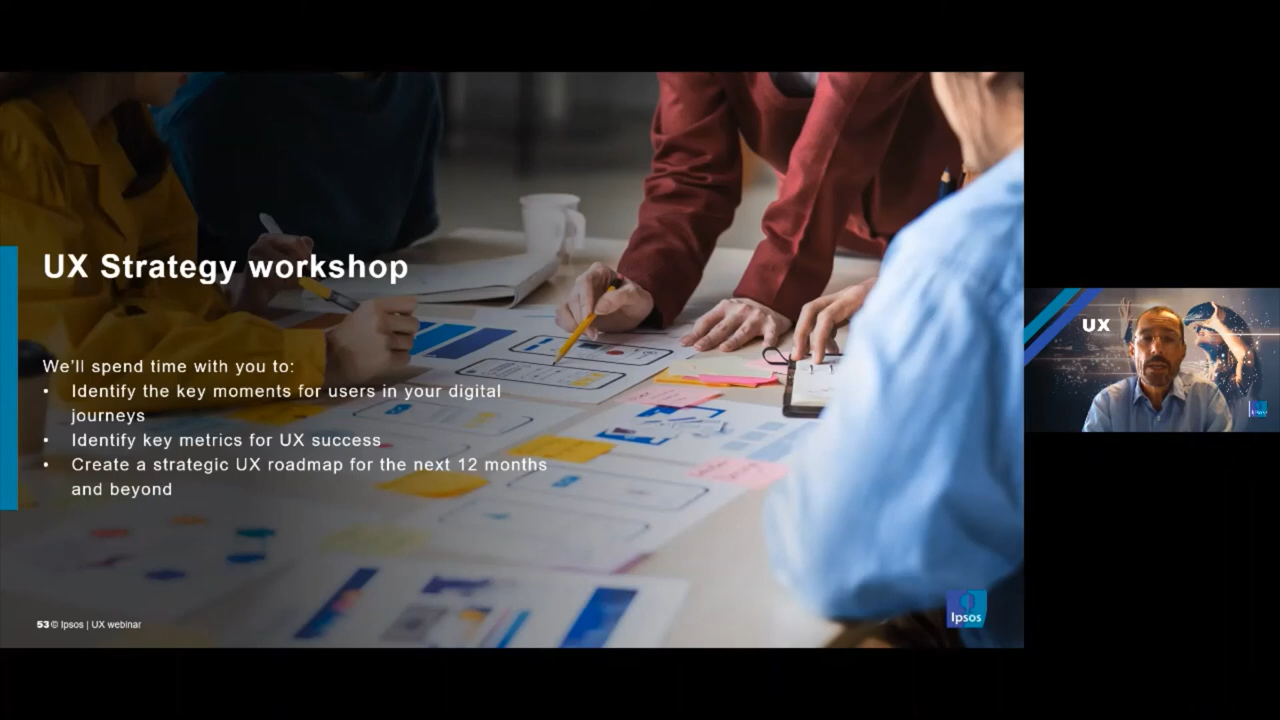 UX Strategy workshop
We'll spend time with you to:
• Identify the key moments for users in your digital
journeys
• Identify key metrics for UX success
• Create a strategic UX roadmap for the next 12 months
and beyond
53 © Ipsos | UX webinar
Ipsos
UX
Ipsos